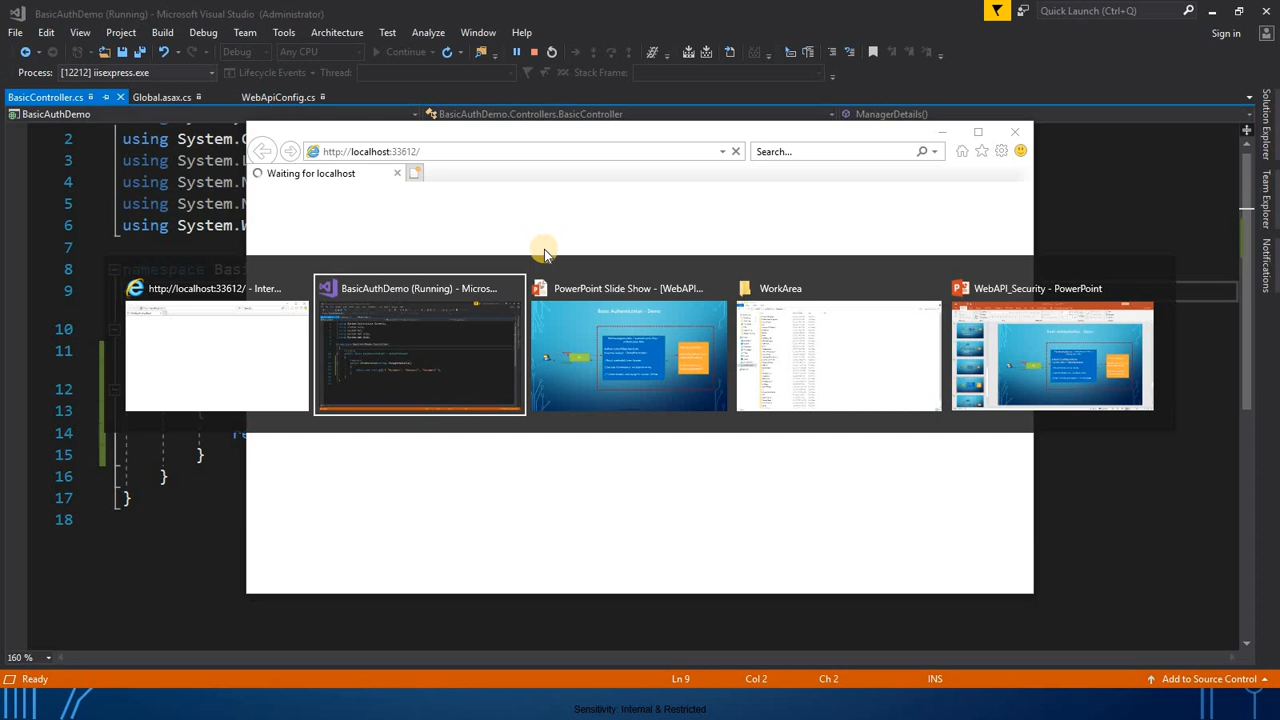 BasicAuthDemo (Running) - Microsoft Visual Studio (Administrator)
Quick Launch (Ctrl+Q)
File Edit View Project Build Debug Team Tools Architecture Test Analyze Window Help
Sign in
Debug Any CPU Continue
Process: [12212] iisexpress.exe Lifecycle Events Thread: Stack Frame:
BasicController.cs Global.asax.cs WebApiConfig.cs
BasicAuthDemo BasicAuthDemo.Controllers.BasicController ManagerDetails()
2 using System.C
3 using System.L
4 using System.N
5 using System.N
6 using System.W
7
8 namespace Basi
9
10
11
12
13
14 re
15 }
16 }
17 }
18
http://localhost:33612/
Search...
Waiting for localhost
http://localhost:33612/ - Inter...
BasicAuthDemo (Running) - Micros...
PowerPoint Slide Show - [WebAPI...
WorkArea
WebAPI_Security - PowerPoint
Basic Authentication - Demo
Solution Explorer
Team Explorer
Notifications
160 %
Ready Ln 9 Col 2 Ch 2 INS Add to Source Control
Sensitivity: Internal & Restricted